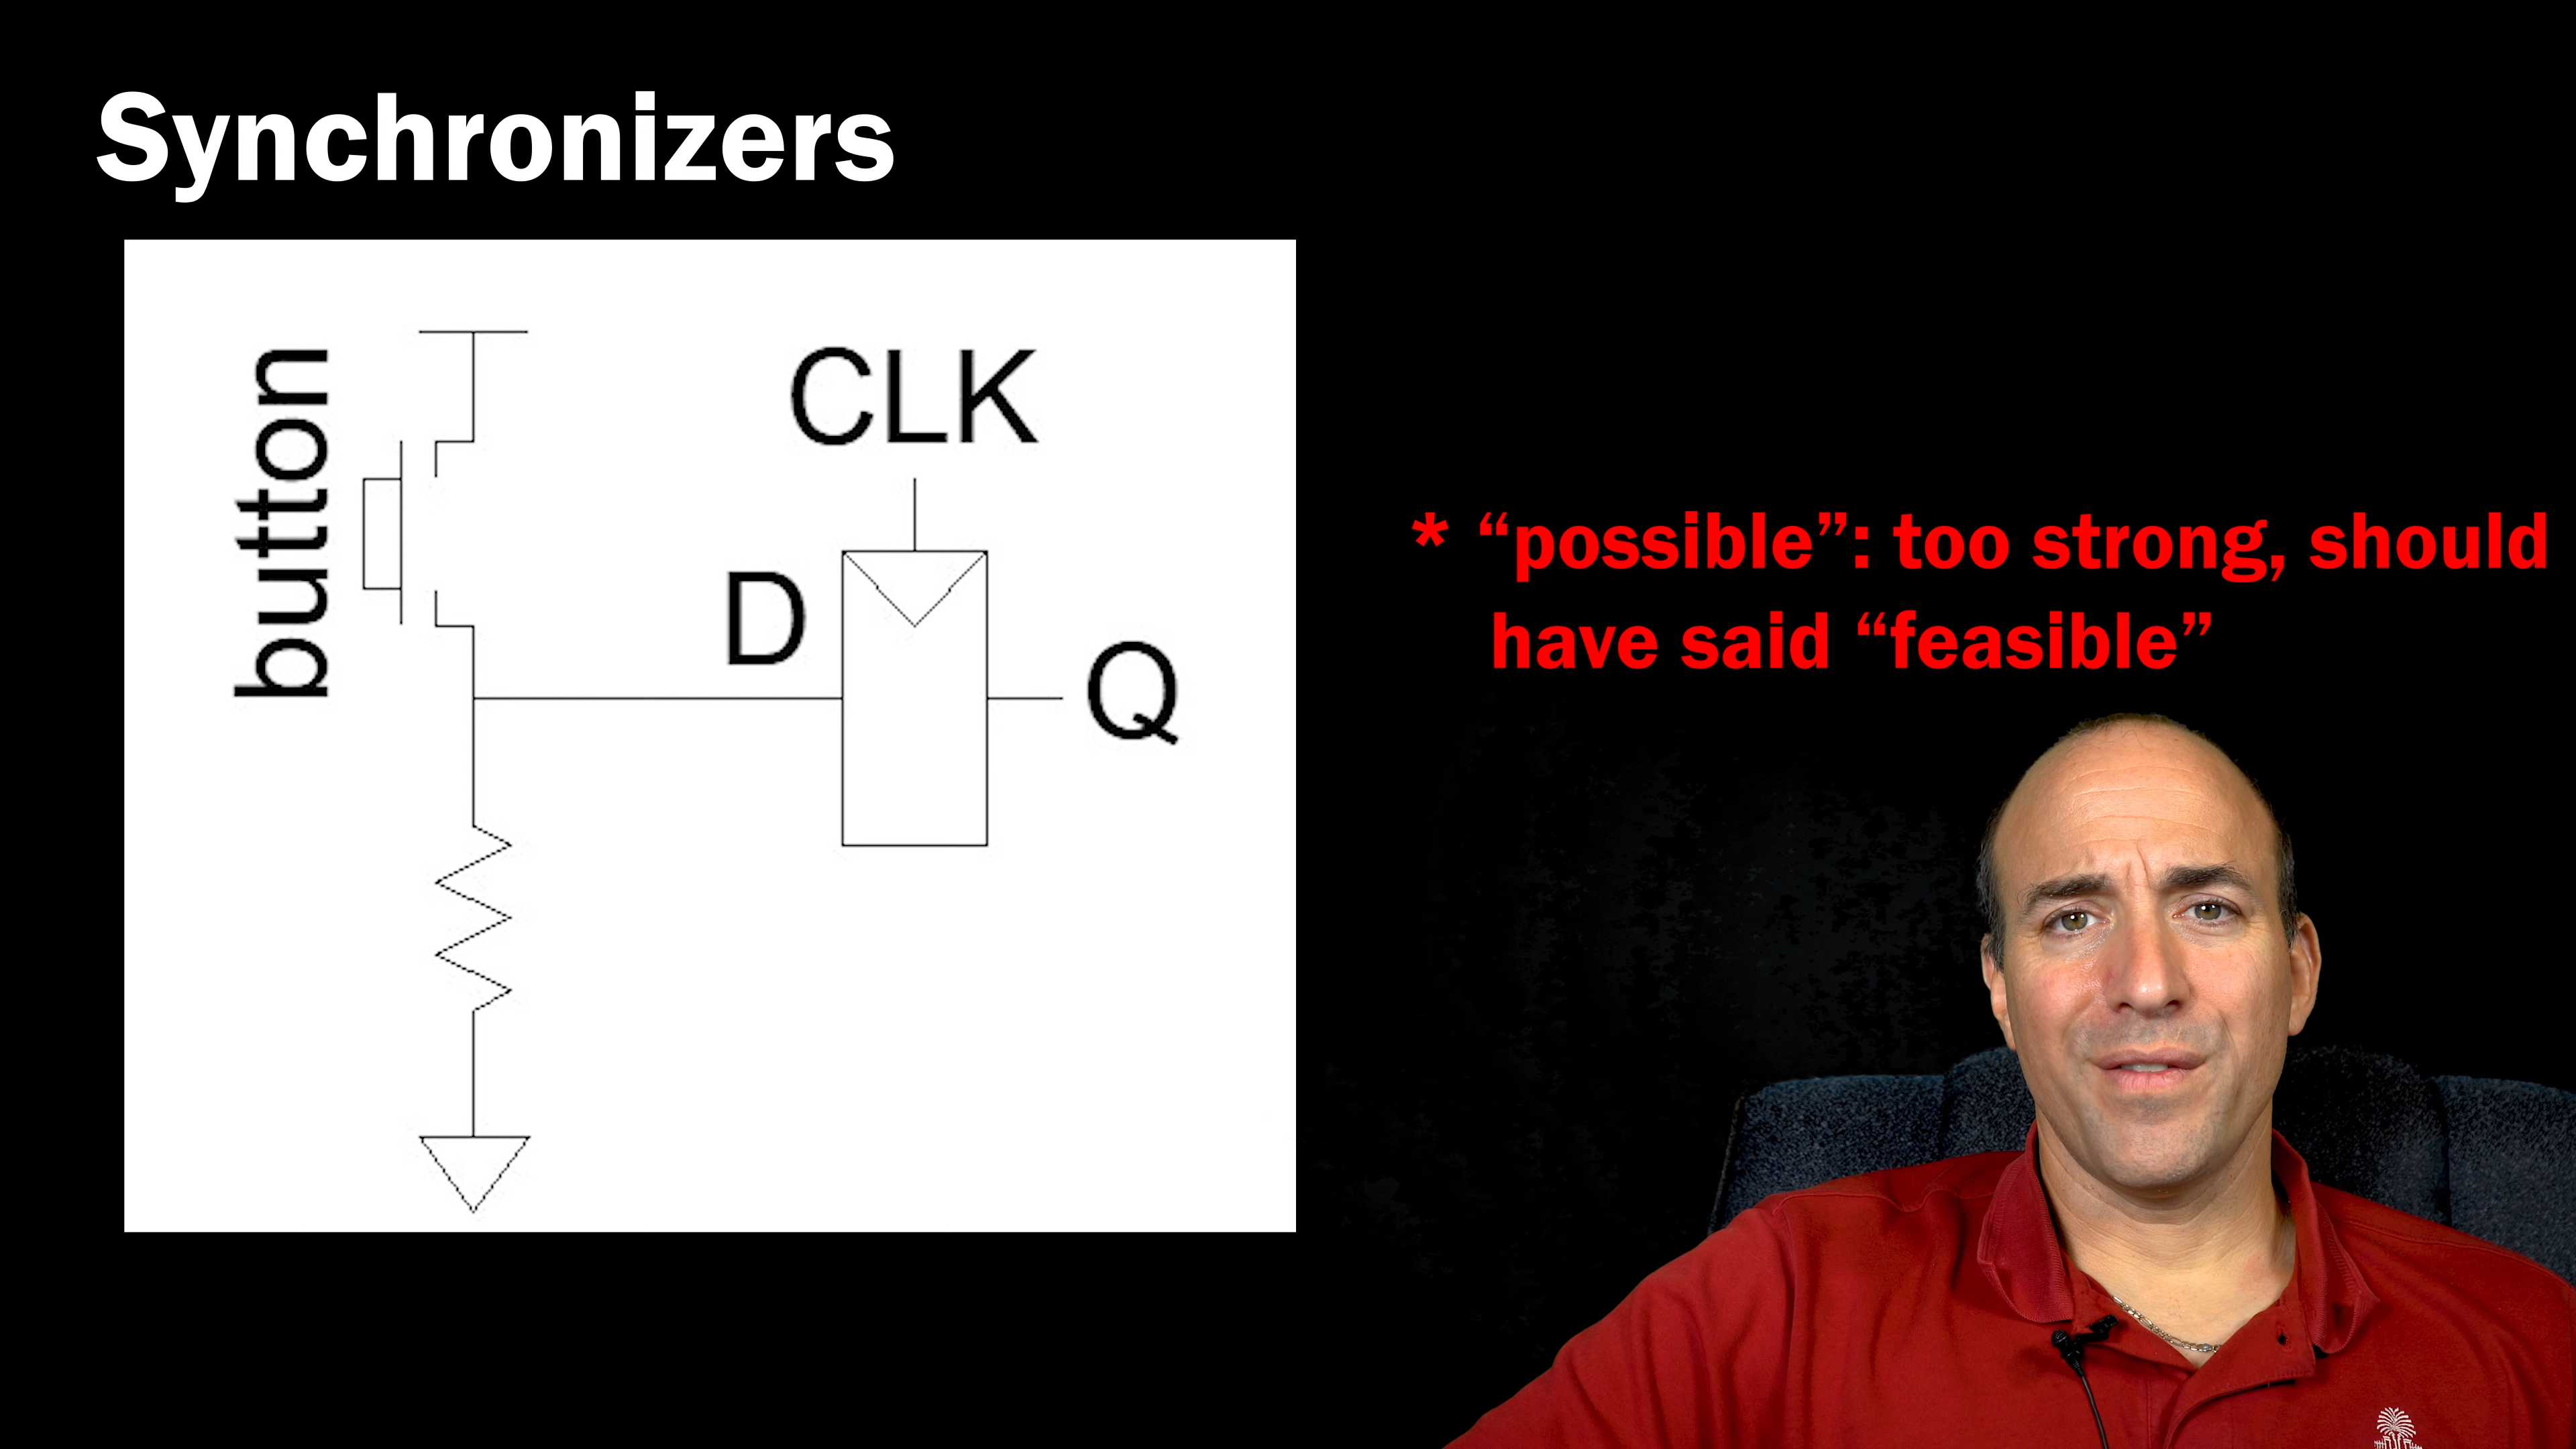 Synchronizers
button
CLK
D
Q
* “possible”: too strong, should
have said “feasible”